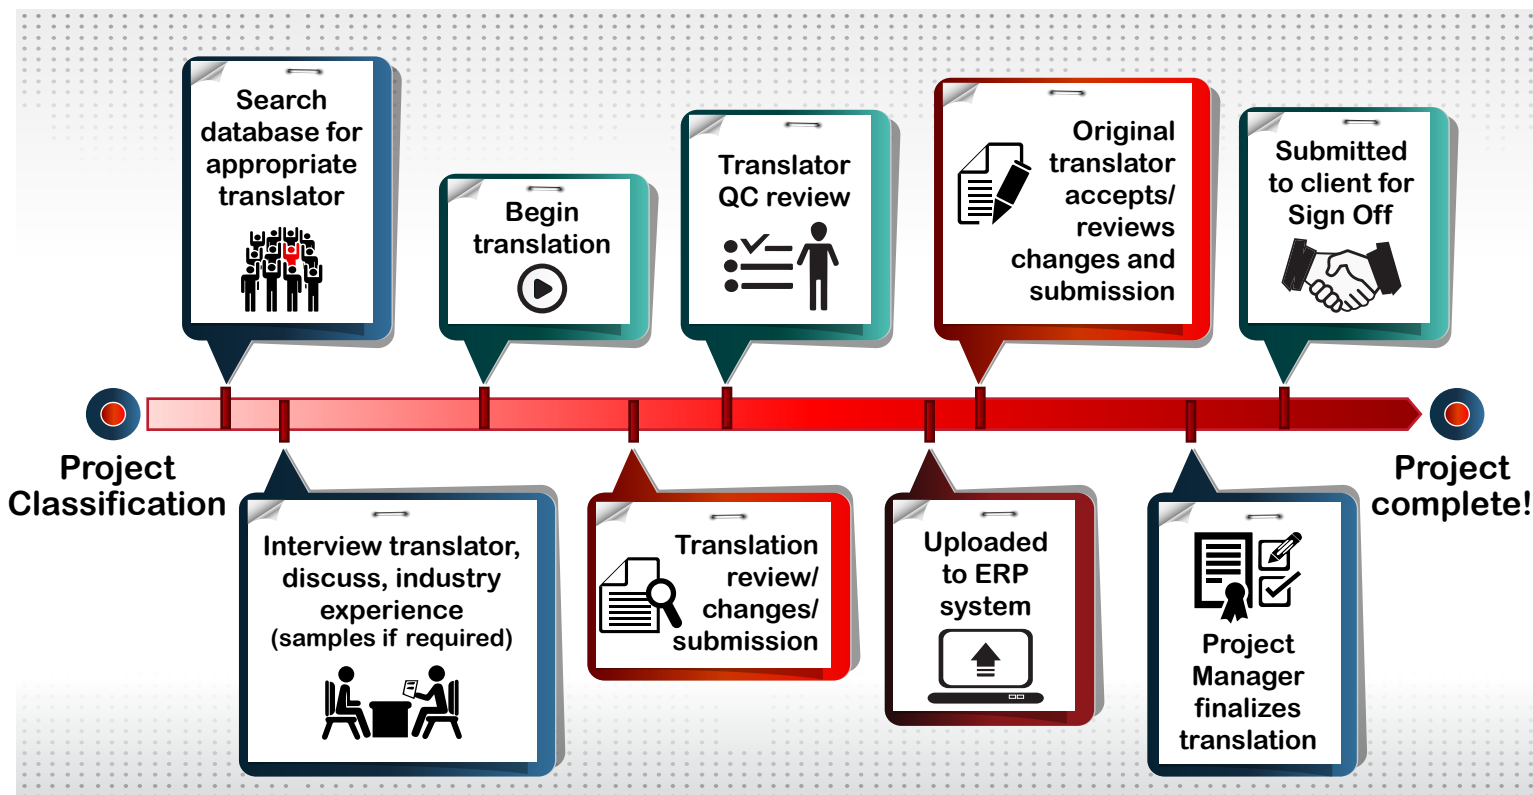 Project
Classification
Search
database for
appropriate
translator
Interview translator,
discuss, industry
experience
(samples if required)
Begin
translation
Translation
review/
changes/
submission
Translator
QC review
Uploaded
to ERP
system
Original
translator
accepts/
reviews
changes and
submission
Project
Manager
finalizes
translation
Submitted
to client for
Sign Off
Project
complete!